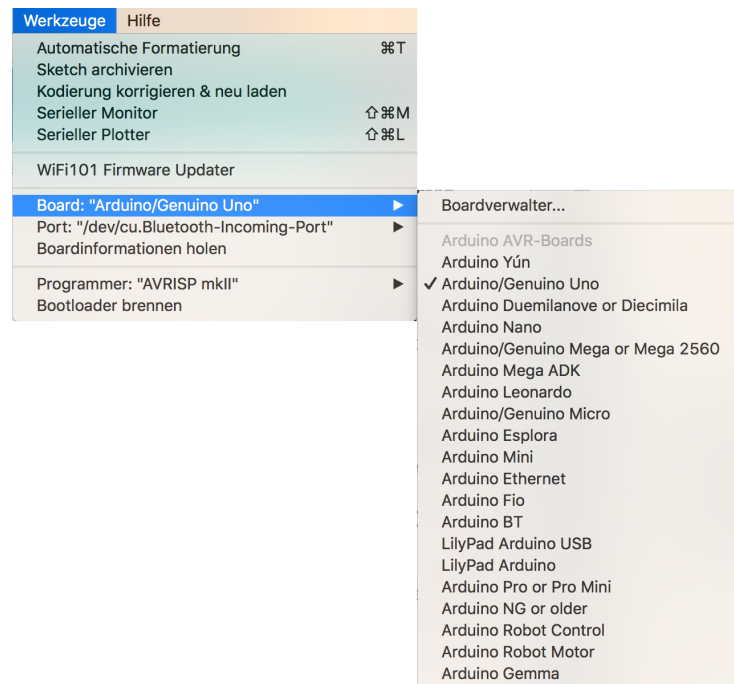 Werkzeuge Hilfe
Automatische Formatierung ⌘T
Sketch archivieren
Kodierung korrigieren & neu laden
Serieller Monitor ⇧⌘M
Serieller Plotter ⇧⌘L
WiFi101 Firmware Updater
Board: "Arduino/Genuino Uno" ▶
Port: "/dev/cu.Bluetooth-Incoming-Port" ▶
Boardinformationen holen
Programmer: "AVRISP mkII" ▶
Bootloader brennen
Boardverwalter...
Arduino AVR-Boards
Arduino Yún
✓ Arduino/Genuino Uno
Arduino Duemilanove or Diecimila
Arduino Nano
Arduino/Genuino Mega or Mega 2560
Arduino Mega ADK
Arduino Leonardo
Arduino/Genuino Micro
Arduino Esplora
Arduino Mini
Arduino Ethernet
Arduino Fio
Arduino BT
LilyPad Arduino USB
LilyPad Arduino
Arduino Pro or Pro Mini
Arduino NG or older
Arduino Robot Control
Arduino Robot Motor
Arduino Gemma